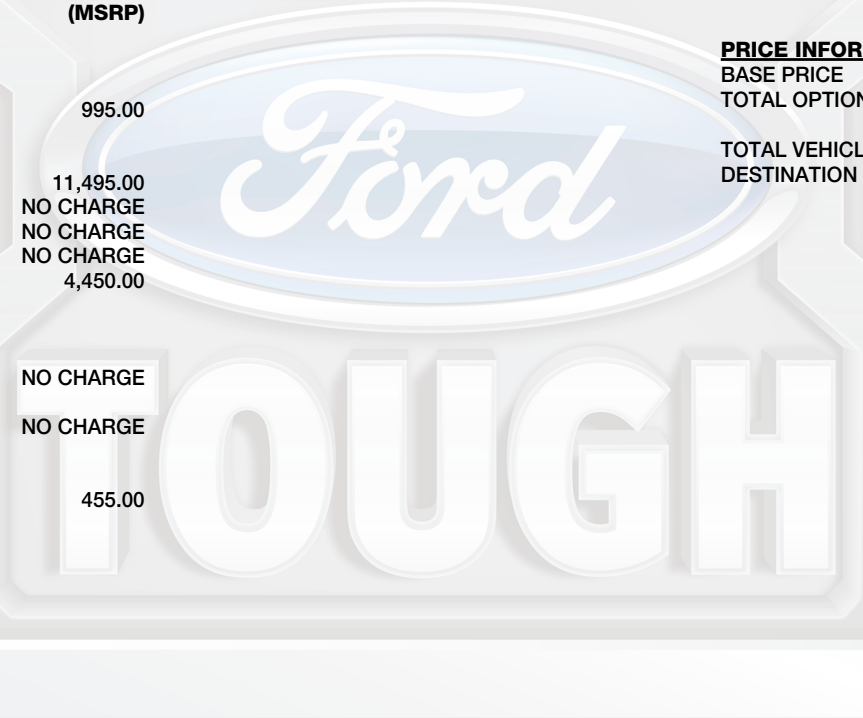 (MSRP)
995.00
11,495.00
NO CHARGE
NO CHARGE
NO CHARGE
4,450.00
NO CHARGE
NO CHARGE
455.00
PRICE INFOR
BASE PRICE
TOTAL OPTION
TOTAL VEHICL
DESTINATION
Ford
TOUGH